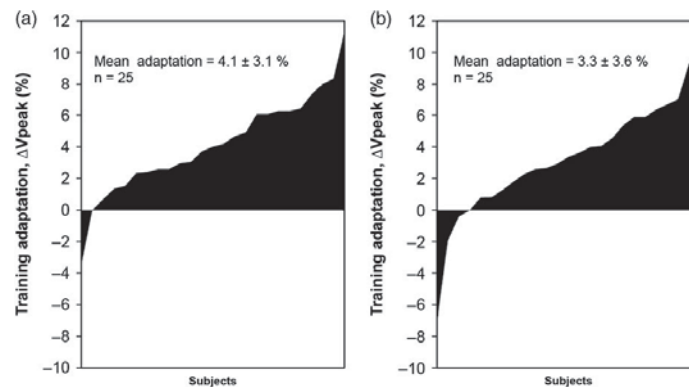 (a)
Training adaptation, ΔVpeak (%)
12
10
8
6
4
2
0
–2
–4
–6
–8
–10
Mean adaptation = 4.1 ± 3.1 %
n = 25
Subjects
(b)
Training adaptation, ΔVpeak (%)
12
10
8
6
4
2
0
–2
–4
–6
–8
–10
Mean adaptation = 3.3 ± 3.6 %
n = 25
Subjects